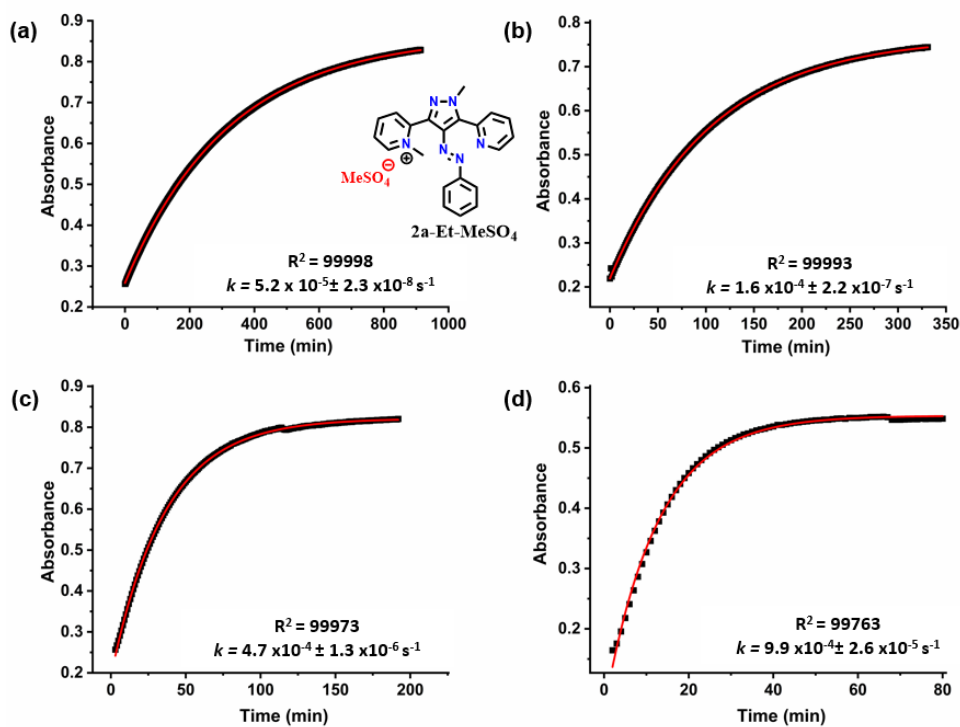 (a)
0.9
0.8
0.7
0.6
0.5
0.4
0.3
0.2
Absorbance
0 200 400 600 800 1000
Time (min)
R² = 99998
k = 5.2 x 10⁻⁵± 2.3 x10⁻⁸ s⁻¹
N N
N N
N
N
+
−
MeSO₄
2a-Et-MeSO₄
(b)
0.8
0.7
0.6
0.5
0.4
0.3
0.2
Absorbance
0 50 100 150 200 250 300 350
Time (min)
R² = 99993
k = 1.6 x10⁻⁴ ± 2.2 x10⁻⁷ s⁻¹
(c)
0.9
0.8
0.7
0.6
0.5
0.4
0.3
0.2
Absorbance
0 50 100 150 200
Time (min)
R² = 99973
k = 4.7 x10⁻⁴ ± 1.3 x10⁻⁶ s⁻¹
(d)
0.6
0.5
0.4
0.3
0.2
Absorbance
0 20 40 60 80
Time (min)
R² = 99763
k = 9.9 x10⁻⁴± 2.6 x10⁻⁵ s⁻¹